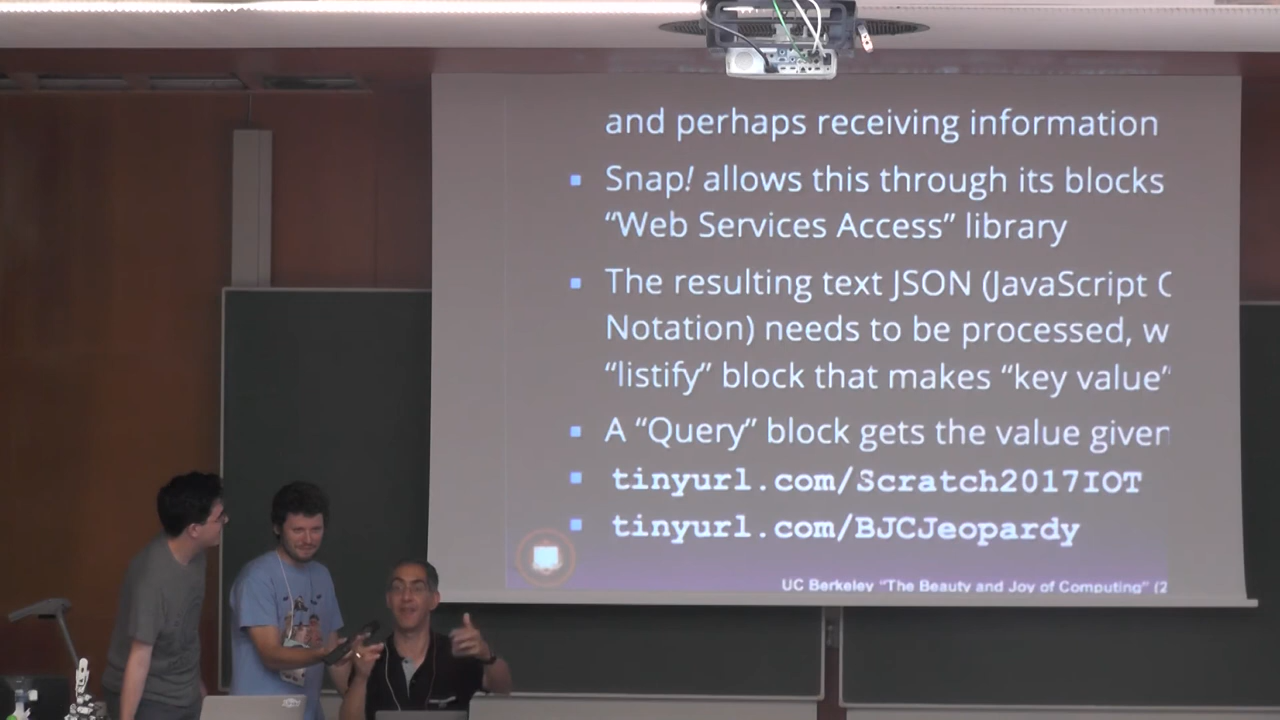 and perhaps receiving information
Snap! allows this through its blocks
“Web Services Access” library
The resulting text JSON (JavaScript C
Notation) needs to be processed, w
“listify” block that makes “key value”
A “Query” block gets the value given
tinyurl.com/Scratch2017IOT
tinyurl.com/BJCJeopardy
UC Berkeley “The Beauty and Joy of Computing” (2